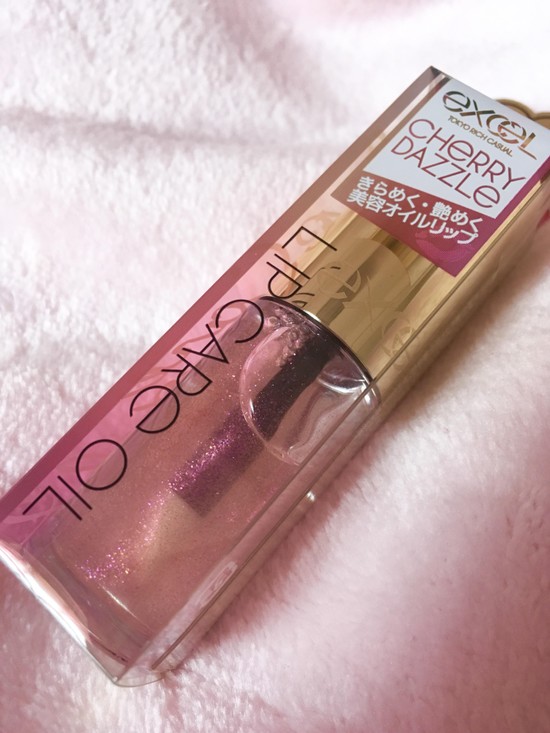 excel
TOKYO RICH CASUAL
CHERRY
DAZZLe
きらめく・艶めく
美容オイルリップ
LIP CARe OIL